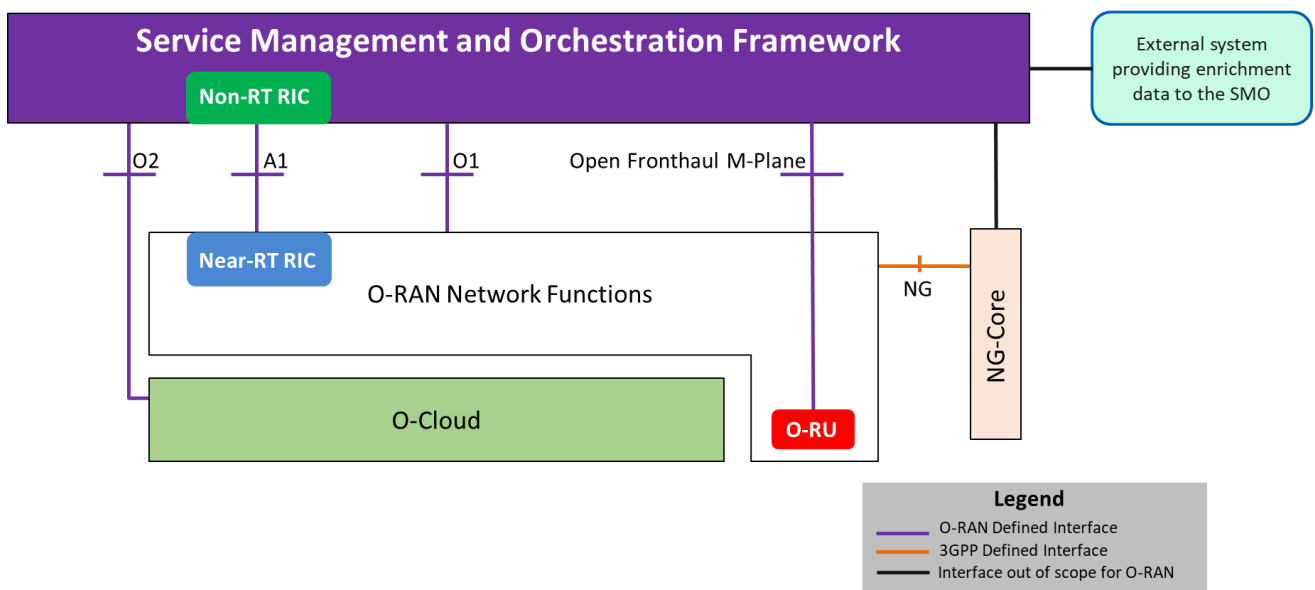 Service Management and Orchestration Framework
External system
providing enrichment
data to the SMO
Non-RT RIC
O2
A1
O1
Open Fronthaul M-Plane
Near-RT RIC
O-RAN Network Functions
NG
NG-Core
O-Cloud
O-RU
Legend
O-RAN Defined Interface
3GPP Defined Interface
Interface out of scope for O-RAN